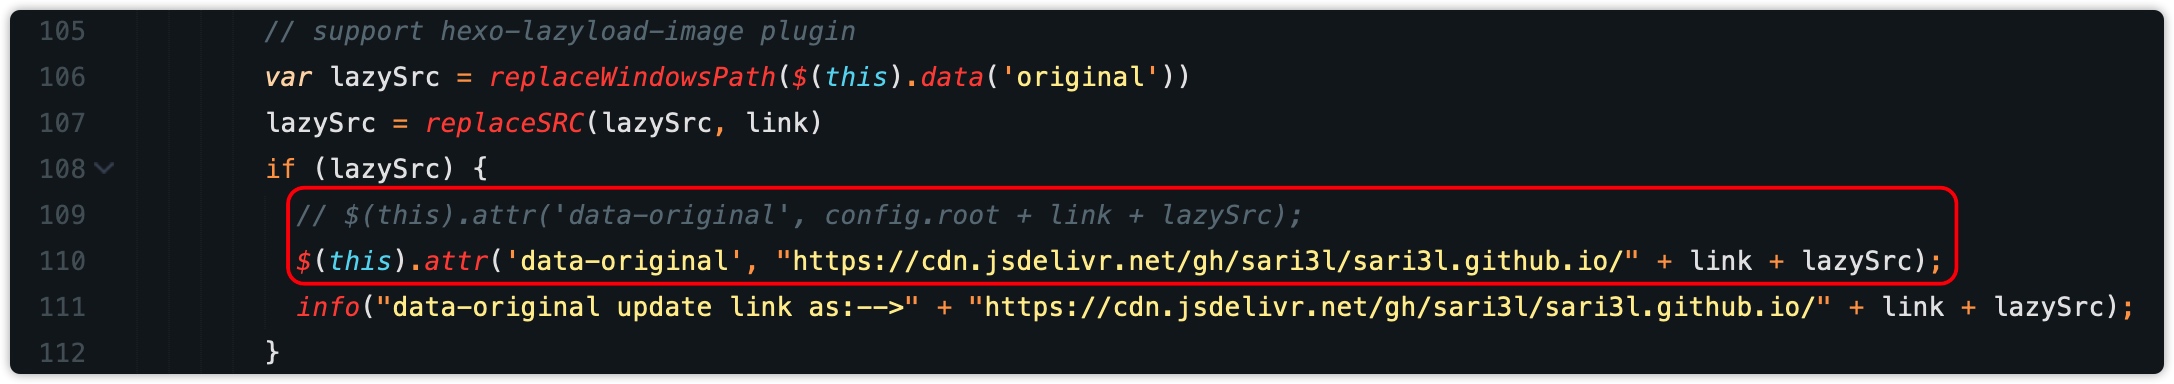 105 // support hexo-lazyload-image plugin
106 var lazySrc = replaceWindowsPath($(this).data('original'))
107 lazySrc = replaceSRC(lazySrc, link)
108 if (lazySrc) {
109 // $(this).attr('data-original', config.root + link + lazySrc);
110 $(this).attr('data-original', "https://cdn.jsdelivr.net/gh/sari3l/sari3l.github.io/" + link + lazySrc);
111 info("data-original update link as:-->" + "https://cdn.jsdelivr.net/gh/sari3l/sari3l.github.io/" + link + lazySrc);
112 }